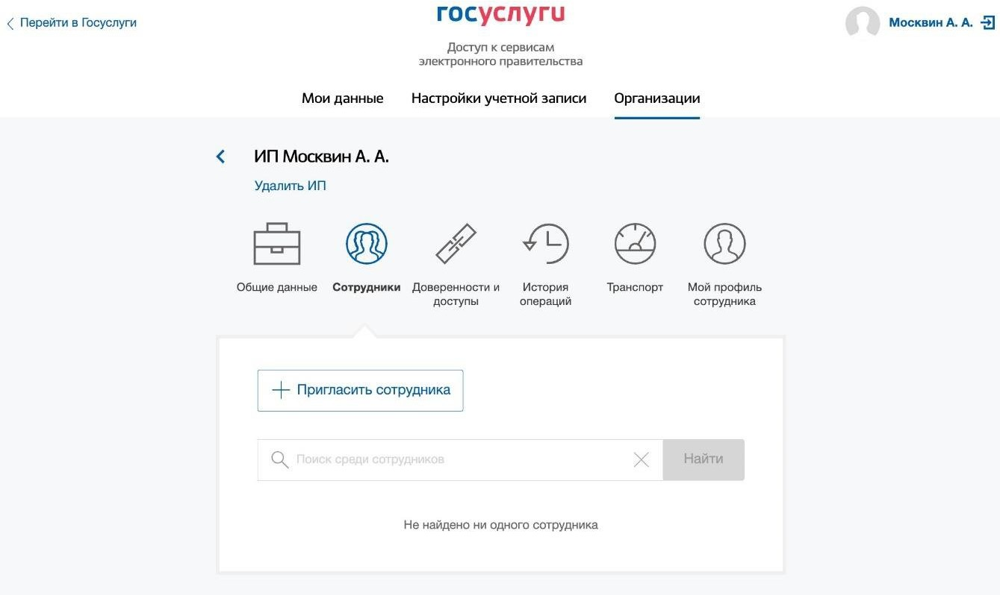 Перейти в Госуслуги
госуслуги
Москвин А. А.
Доступ к сервисам
электронного правительства
Мои данные
Настройки учетной записи
Организации
ИП Москвин А. А.
Удалить ИП
Общие данные
Сотрудники
Доверенности и
доступы
История
операций
Транспорт
Мой профиль
сотрудника
Пригласить сотрудника
Поиск среди сотрудников
Найти
Не найдено ни одного сотрудника